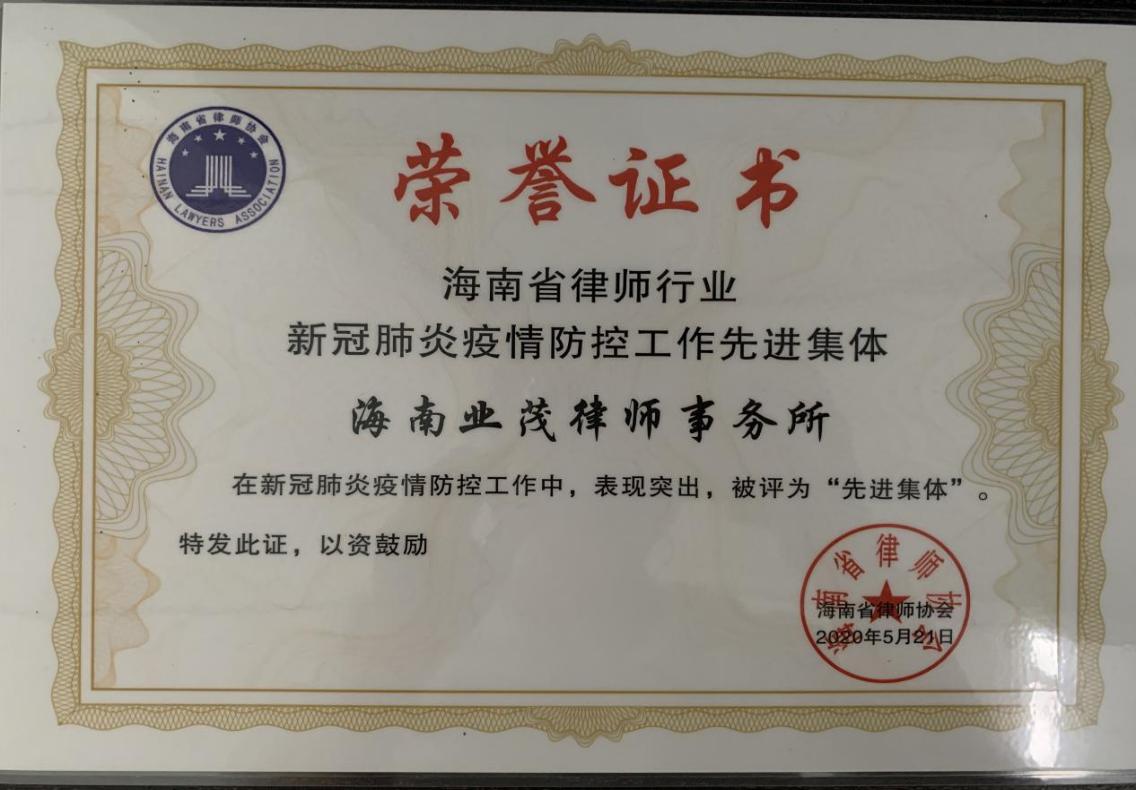 海南省律师协会
HAINAN LAWYERS ASSOCIATION
荣誉证书
海南省律师行业
新冠肺炎疫情防控工作先进集体
海南业茂律师事务所
在新冠肺炎疫情防控工作中，表现突出，被评为“先进集体”。
特发此证，以资鼓励
海南省律师协会
海南省律师协会
2020年5月21日